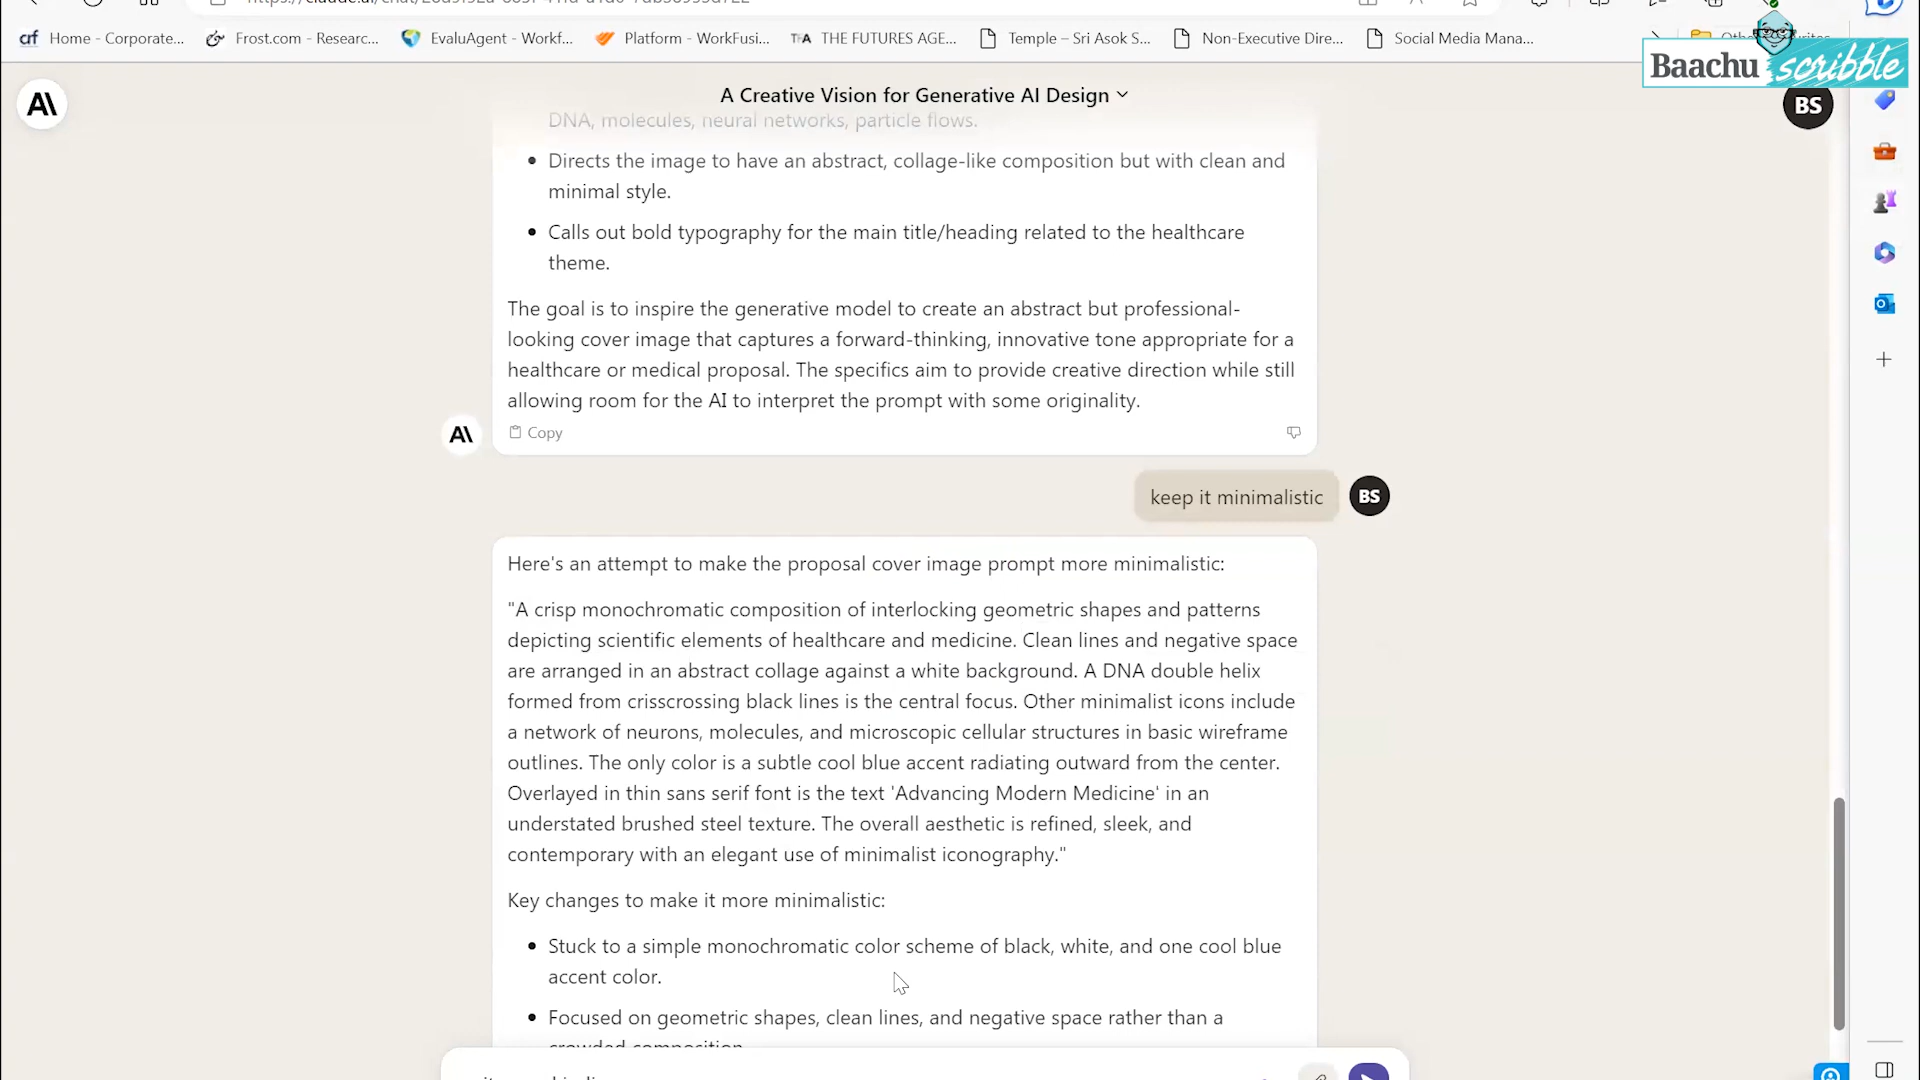 Home - Corporate...
Frost.com - Researc...
EvaluAgent - Workf...
Platform - WorkFusi...
TFA
THE FUTURES AGE...
Temple – Sri Asok S...
Non-Executive Dire...
Social Media Mana...
Baachu scribble
A\
A Creative Vision for Generative AI Design
BS
DNA, molecules, neural networks, particle flows.
• Directs the image to have an abstract, collage-like composition but with clean and
minimal style.
• Calls out bold typography for the main title/heading related to the healthcare
theme.
The goal is to inspire the generative model to create an abstract but professional-
looking cover image that captures a forward-thinking, innovative tone appropriate for a
healthcare or medical proposal. The specifics aim to provide creative direction while still
allowing room for the AI to interpret the prompt with some originality.
A\
Copy
keep it minimalistic
BS
Here's an attempt to make the proposal cover image prompt more minimalistic:
"A crisp monochromatic composition of interlocking geometric shapes and patterns
depicting scientific elements of healthcare and medicine. Clean lines and negative space
are arranged in an abstract collage against a white background. A DNA double helix
formed from crisscrossing black lines is the central focus. Other minimalist icons include
a network of neurons, molecules, and microscopic cellular structures in basic wireframe
outlines. The only color is a subtle cool blue accent radiating outward from the center.
Overlayed in thin sans serif font is the text 'Advancing Modern Medicine' in an
understated brushed steel texture. The overall aesthetic is refined, sleek, and
contemporary with an elegant use of minimalist iconography."
Key changes to make it more minimalistic:
• Stuck to a simple monochromatic color scheme of black, white, and one cool blue
accent color.
• Focused on geometric shapes, clean lines, and negative space rather than a
crowded composition